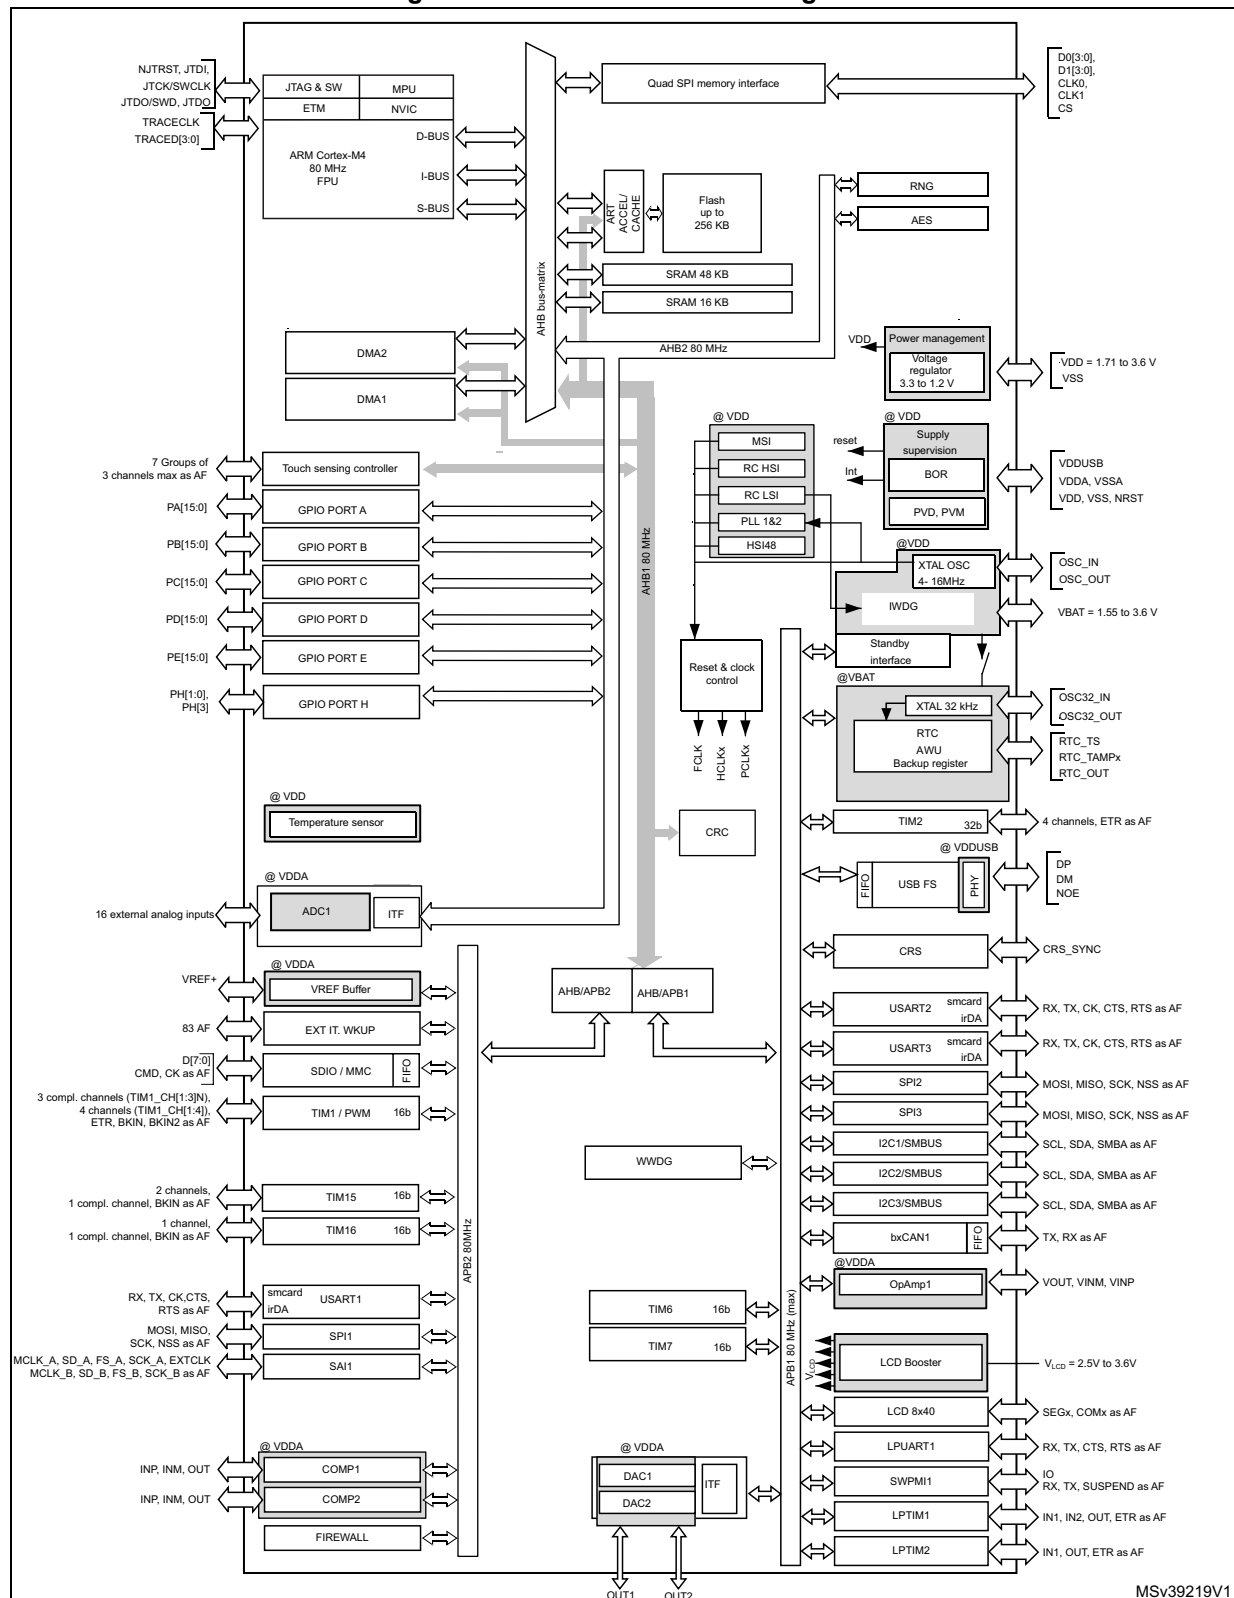 NJTRST, JTDI,
JTCK/SWCLK
JTDO/SWD, JTDO
TRACECLK
TRACED[3:0]
JTAG & SW
MPU
ETM
NVIC
ARM Cortex-M4
80 MHz
FPU
D-BUS
I-BUS
S-BUS
AHB bus-matrix
Quad SPI memory interface
D0[3:0],
D1[3:0],
CLK0,
CLK1
CS
ART
ACCEL/
CACHE
Flash
up to
256 KB
SRAM 48 KB
SRAM 16 KB
RNG
AES
AHB2 80 MHz
DMA2
DMA1
VDD
Power management
Voltage
regulator
3.3 to 1.2 V
VDD = 1.71 to 3.6 V
VSS
@ VDD
MSI
RC HSI
RC LSI
PLL 1&2
HSI48
@ VDD
reset
Int
Supply
supervision
BOR
PVD, PVM
VDDUSB
VDDA, VSSA
VDD, VSS, NRST
7 Groups of
3 channels max as AF
Touch sensing controller
PA[15:0]
GPIO PORT A
PB[15:0]
GPIO PORT B
PC[15:0]
GPIO PORT C
PD[15:0]
GPIO PORT D
PE[15:0]
GPIO PORT E
PH[1:0],
PH[3]
GPIO PORT H
AHB1 80 MHz
@VDD
XTAL OSC
4- 16MHz
IWDG
OSC_IN
OSC_OUT
VBAT = 1.55 to 3.6 V
Standby
interface
Reset & clock
control
FCLK
HCLKx
PCLKx
@VBAT
XTAL 32 kHz
RTC
AWU
Backup register
OSC32_IN
OSC32_OUT
RTC_TS
RTC_TAMPx
RTC_OUT
@ VDD
Temperature sensor
CRC
TIM2
32b
4 channels, ETR as AF
@ VDDUSB
FIFO
USB FS
PHY
DP
DM
NOE
@ VDDA
16 external analog inputs
ADC1
ITF
CRS
CRS_SYNC
VREF+
@ VDDA
VREF Buffer
AHB/APB2
AHB/APB1
83 AF
EXT IT. WKUP
D[7:0]
CMD, CK as AF
SDIO / MMC
FIFO
3 compl. channels (TIM1_CH[1:3]N),
4 channels (TIM1_CH[1:4]),
ETR, BKIN, BKIN2 as AF
TIM1 / PWM
16b
USART2
smcard
irDA
RX, TX, CK, CTS, RTS as AF
USART3
smcard
irDA
RX, TX, CK, CTS, RTS as AF
SPI2
MOSI, MISO, SCK, NSS as AF
SPI3
MOSI, MISO, SCK, NSS as AF
WWDG
I2C1/SMBUS
SCL, SDA, SMBA as AF
I2C2/SMBUS
SCL, SDA, SMBA as AF
I2C3/SMBUS
SCL, SDA, SMBA as AF
bxCAN1
FIFO
TX, RX as AF
2 channels,
1 compl. channel, BKIN as AF
TIM15
16b
1 channel,
1 compl. channel, BKIN as AF
TIM16
16b
APB2 80MHz
@VDDA
OpAmp1
VOUT, VINM, VINP
RX, TX, CK,CTS,
RTS as AF
smcard
irDA
USART1
MOSI, MISO,
SCK, NSS as AF
SPI1
MCLK_A, SD_A, FS_A, SCK_A, EXTCLK
MCLK_B, SD_B, FS_B, SCK_B as AF
SAI1
TIM6
16b
TIM7
16b
APB1 80 MHz (max)
VLCD
LCD Booster
VLCD = 2.5V to 3.6V
LCD 8x40
SEGx, COMx as AF
LPUART1
RX, TX, CTS, RTS as AF
SWPMI1
IO
RX, TX, SUSPEND as AF
LPTIM1
IN1, IN2, OUT, ETR as AF
LPTIM2
IN1, OUT, ETR as AF
@ VDDA
INP, INM, OUT
COMP1
INP, INM, OUT
COMP2
FIREWALL
@ VDDA
DAC1
DAC2
ITF
OUT1
OUT2
MSv39219V1